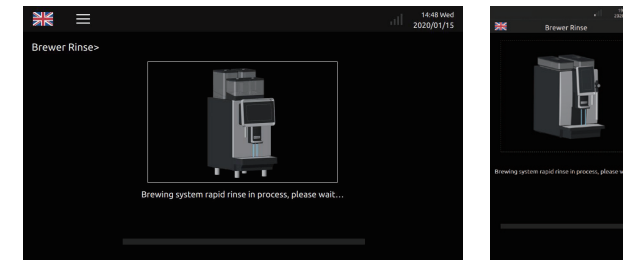 14:48 Wed
2020/01/15
Brewer Rinse>
Brewing system rapid rinse in process, please wait…
Brewer Rinse
Brewing system rapid rinse in process, please